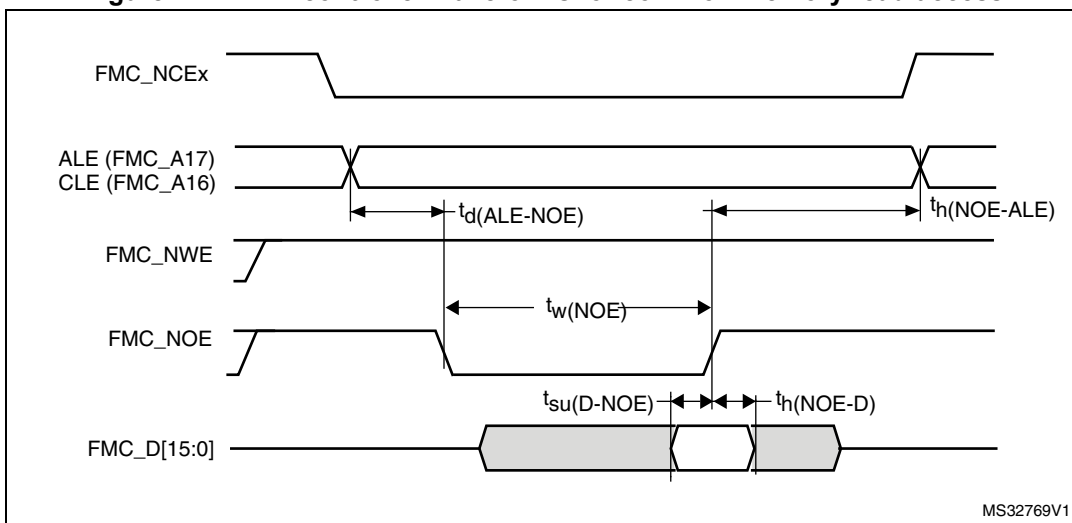 FMC_NCEx
ALE (FMC_A17)
CLE (FMC_A16)
td(ALE-NOE)
th(NOE-ALE)
FMC_NWE
tw(NOE)
FMC_NOE
tsu(D-NOE)
th(NOE-D)
FMC_D[15:0]
MS32769V1